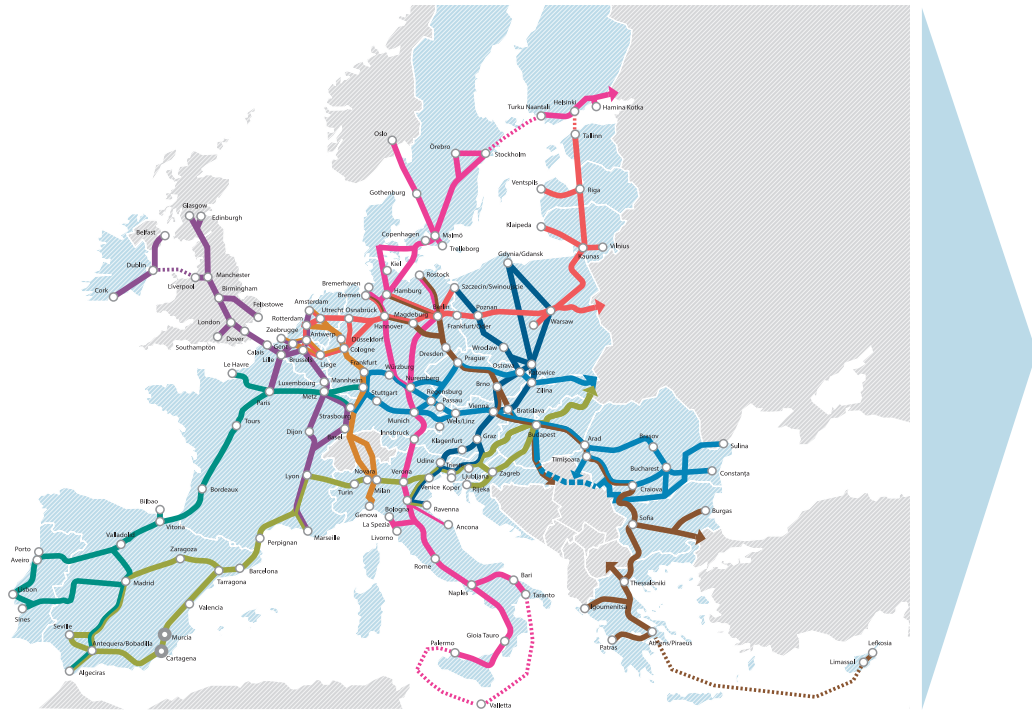 Helsinki
Turku Naantali
Hamina Kotka
Tallinn
Oslo
Örebro
Stockholm
Ventspils
Riga
Gothenburg
Glasgow
Edinburgh
Klaipeda
Belfast
Copenhagen
Malmö
Trelleborg
Vilnius
Kaunas
Gdynia/Gdansk
Dublin
Kiel
Rostock
Manchester
Liverpool
Cork
Bremerhaven
Szczecin/Swinoujscie
Birmingham
Bremen
Hamburg
Amsterdam
Felixstowe
Utrecht
Osnabrück
Magdeburg
Berlin
Poznan
Rotterdam
London
Hannover
Frankfurt/Oder
Warsaw
Zeebrugge
Dover
Antwerp
Düsseldorf
Southampton
Calais
Gent
Cologne
Wroclaw
Lille
Brussels
Dresden
Liège
Frankfurt
Prague
Ostrava
Katowice
Le Havre
Würzburg
Luxembourg
Mannheim
Nuremberg
Brno
Zilina
Metz
Stuttgart
Regensburg
Paris
Passau
Strasbourg
Munich
Wels/Linz
Vienna
Bratislava
Tours
Dijon
Basel
Innsbruck
Klagenfurt
Graz
Budapest
Arad
Brasov
Sulina
Udine
Timișoara
Lyon
Novara
Verona
Trieste
Ljubljana
Zagreb
Bucharest
Constanța
Turin
Milan
Venice
Koper
Rijeka
Craiova
Bordeaux
Bilbao
Genova
Bologna
Ravenna
Burgas
Vitoria
La Spezia
Ancona
Sofia
Marseille
Livorno
Valladolid
Perpignan
Porto
Zaragoza
Aveiro
Rome
Barcelona
Tarragona
Madrid
Bari
Thessaloniki
Lisbon
Naples
Taranto
Sines
Valencia
Igoumenitsa
Seville
Murcia
Gioia Tauro
Antequera/Bobadilla
Palermo
Patras
Athens/Piraeus
Lefkosia
Cartagena
Limassol
Algeciras
Valletta